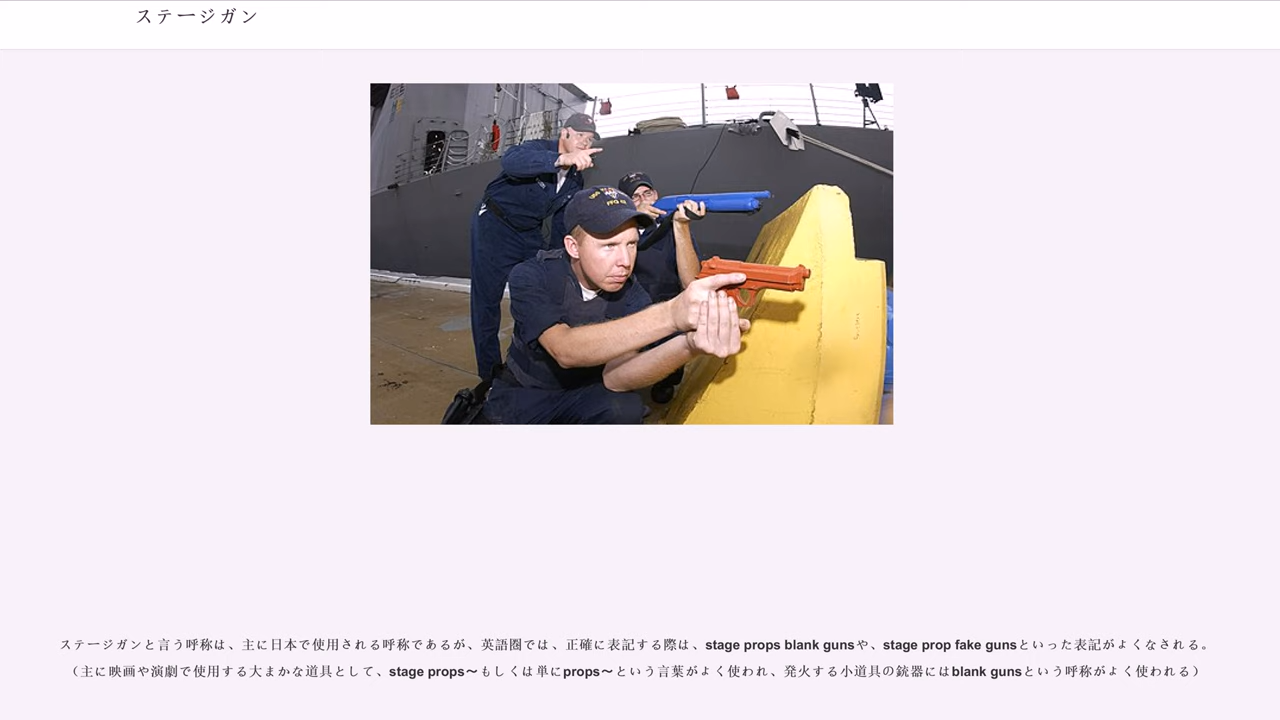 ステージガン
ステージガンと言う呼称は、主に日本で使用される呼称であるが、英語圏では、正確に表記する際は、stage props blank gunsや、stage prop fake gunsといった表記がよくなされる。
（主に映画や演劇で使用する大まかな道具として、stage props〜もしくは単にprops〜という言葉がよく使われ、発火する小道具の銃器にはblank gunsという呼称がよく使われる）